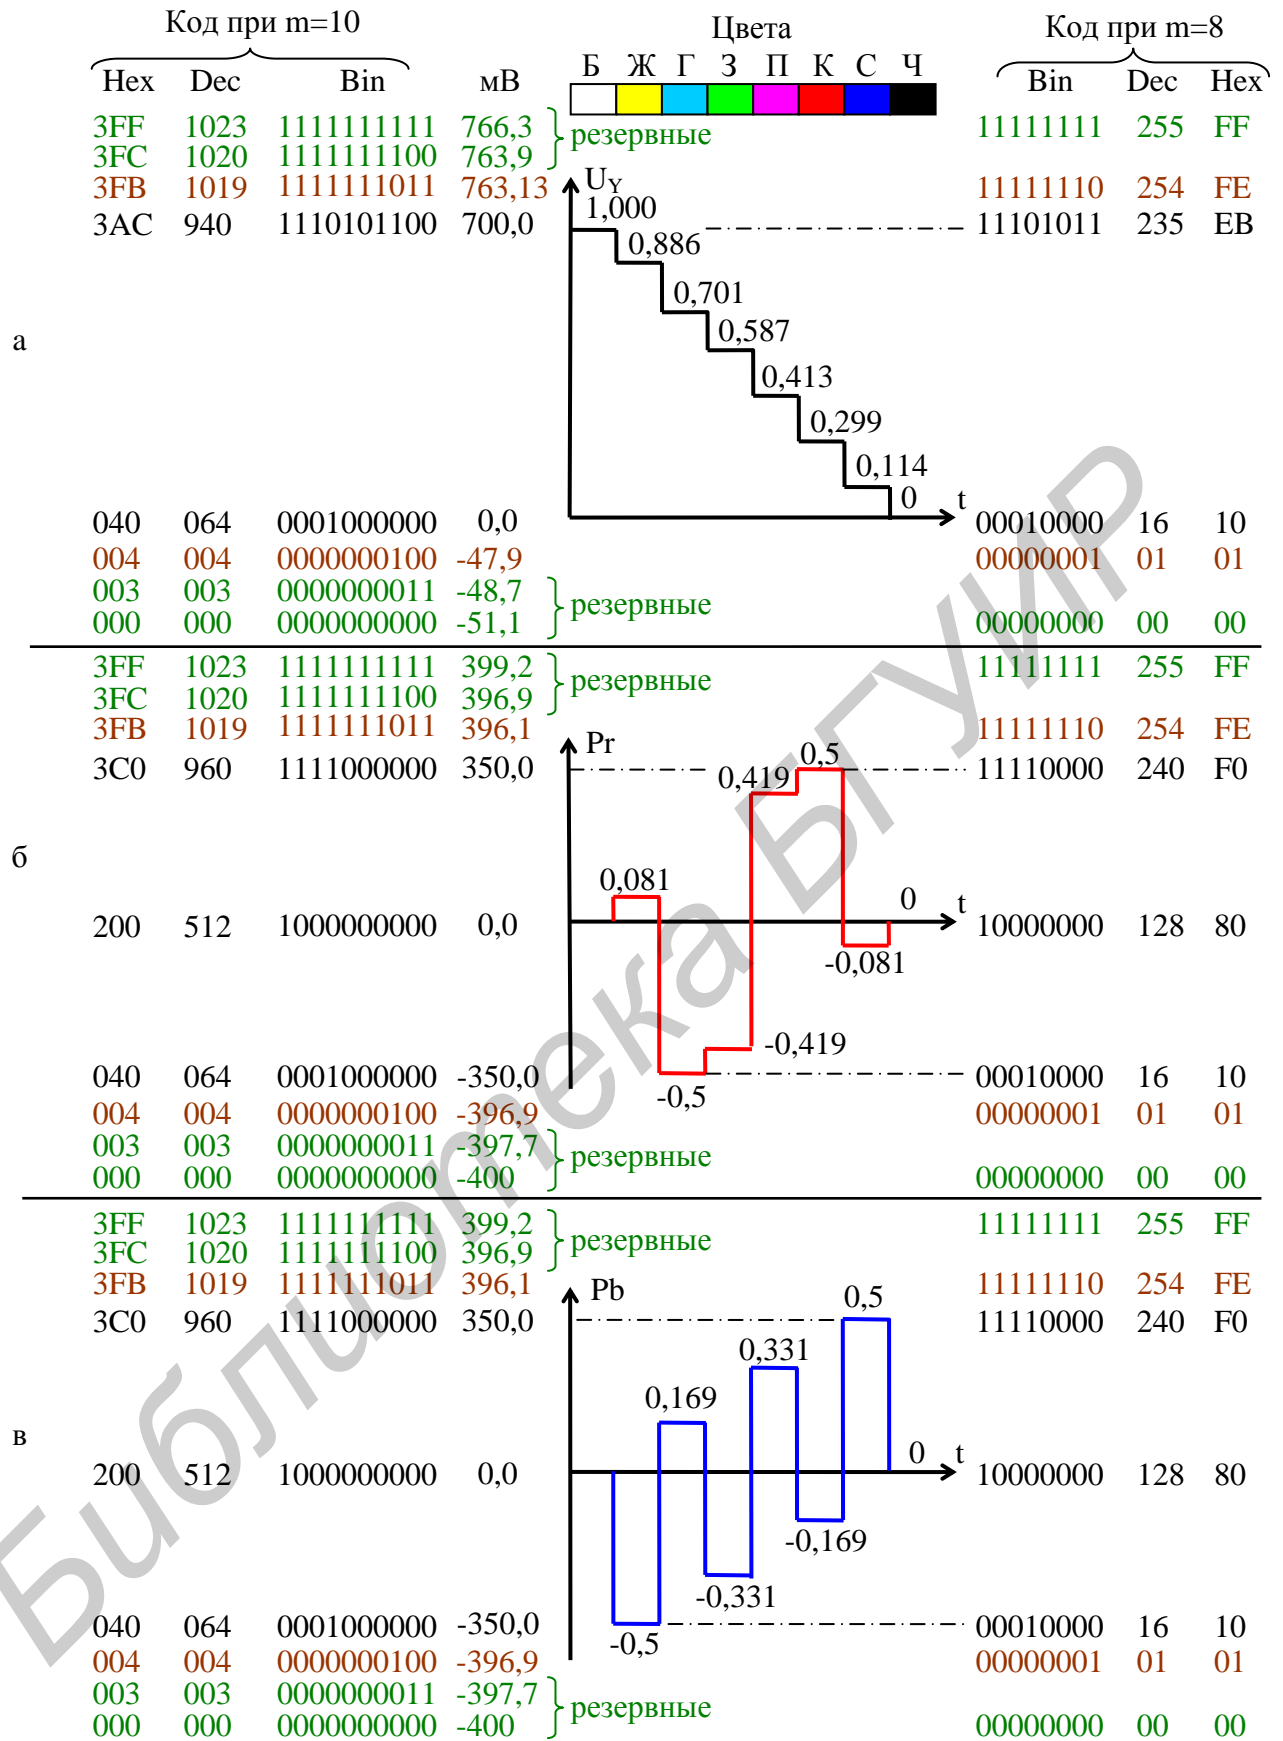 Код при m=10 Цвета Код при m=8
Hex Dec Bin мВ Б Ж Г З П К С Ч Bin Dec Hex
3FF 1023 1111111111 766,3 11111111 255 FF
резервные
3FC 1020 1111111100 763,9
3FB 1019 1111111011 763,13 U_Y 11111110 254 FE
3AC 940 1110101100 700,0 1,000 11101011 235 EB
0,886
0,701
0,587
а
0,413
0,299
0,114
040 064 0001000000 0,0 0 t 00010000 16 10
004 004 0000000100 -47,9 00000001 01 01
003 003 0000000011 -48,7
резервные
000 000 0000000000 -51,1 00000000 00 00
3FF 1023 1111111111 399,2 11111111 255 FF
резервные
3FC 1020 1111111100 396,9
3FB 1019 1111111011 396,1 Pr 11111110 254 FE
3C0 960 1111000000 350,0 0,419 0,5 11110000 240 F0
б
0,081 0 t
200 512 1000000000 0,0 10000000 128 80
-0,081
-0,419
040 064 0001000000 -350,0 -0,5 00010000 16 10
004 004 0000000100 -396,9 00000001 01 01
003 003 0000000011 -397,7
резервные
000 000 0000000000 -400 00000000 00 00
3FF 1023 1111111111 399,2 11111111 255 FF
резервные
3FC 1020 1111111100 396,9
3FB 1019 1111111011 396,1 Pb 11111110 254 FE
3C0 960 1111000000 350,0 0,5 11110000 240 F0
0,331
0,169
в
0 t
200 512 1000000000 0,0 10000000 128 80
-0,169
-0,331
040 064 0001000000 -350,0 -0,5 00010000 16 10
004 004 0000000100 -396,9 00000001 01 01
003 003 0000000011 -397,7
резервные
000 000 0000000000 -400 00000000 00 00
Библиотека БГУИР